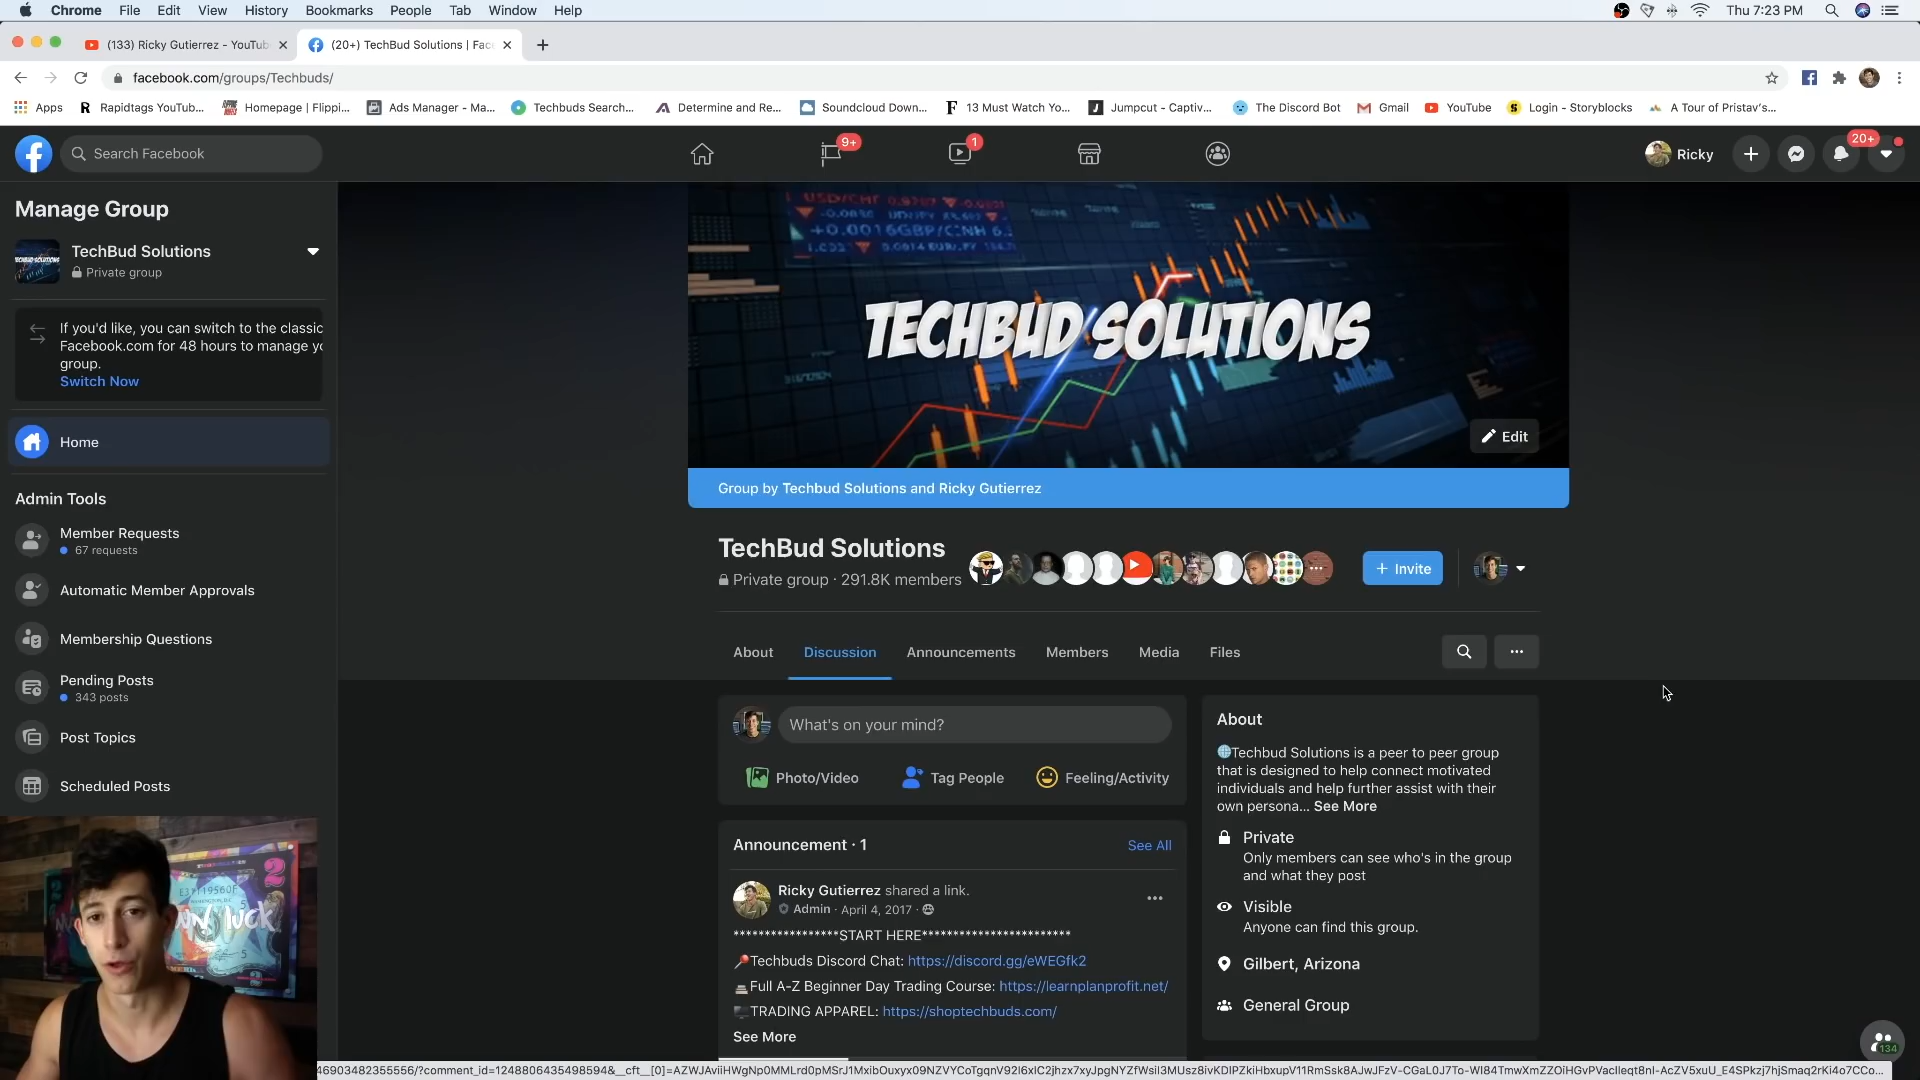 Chrome File Edit View History Bookmarks People Tab Window Help
Thu 7:23 PM
(133) Ricky Gutierrez - YouTub
(20+) TechBud Solutions | Fac
facebook.com/groups/Techbuds/
Apps
Rapidtags YouTub...
Homepage | Flippi...
Ads Manager - Ma...
Techbuds Search...
Determine and Re...
Soundcloud Down...
13 Must Watch Yo...
Jumpcut - Captiv...
The Discord Bot
Gmail
YouTube
Login - Storyblocks
A Tour of Pristav's...
Search Facebook
9+
1
Ricky
20+
Manage Group
TechBud Solutions
Private group
If you'd like, you can switch to the classic
Facebook.com for 48 hours to manage yo
group.
Switch Now
Home
Admin Tools
Member Requests
67 requests
Automatic Member Approvals
Membership Questions
Pending Posts
343 posts
Post Topics
Scheduled Posts
TECHBUD SOLUTIONS
Edit
Group by Techbud Solutions and Ricky Gutierrez
TechBud Solutions
Private group · 291.8K members
+ Invite
About
Discussion
Announcements
Members
Media
Files
What's on your mind?
Photo/Video
Tag People
Feeling/Activity
Announcement · 1
See All
Ricky Gutierrez shared a link.
Admin · April 4, 2017 ·
*****************START HERE************************
Techbuds Discord Chat: https://discord.gg/eWEGfk2
Full A-Z Beginner Day Trading Course: https://learnplanprofit.net/
TRADING APPAREL: https://shoptechbuds.com/
See More
About
Techbud Solutions is a peer to peer group
that is designed to help connect motivated
individuals and help further assist with their
own persona... See More
Private
Only members can see who's in the group
and what they post
Visible
Anyone can find this group.
Gilbert, Arizona
General Group
134